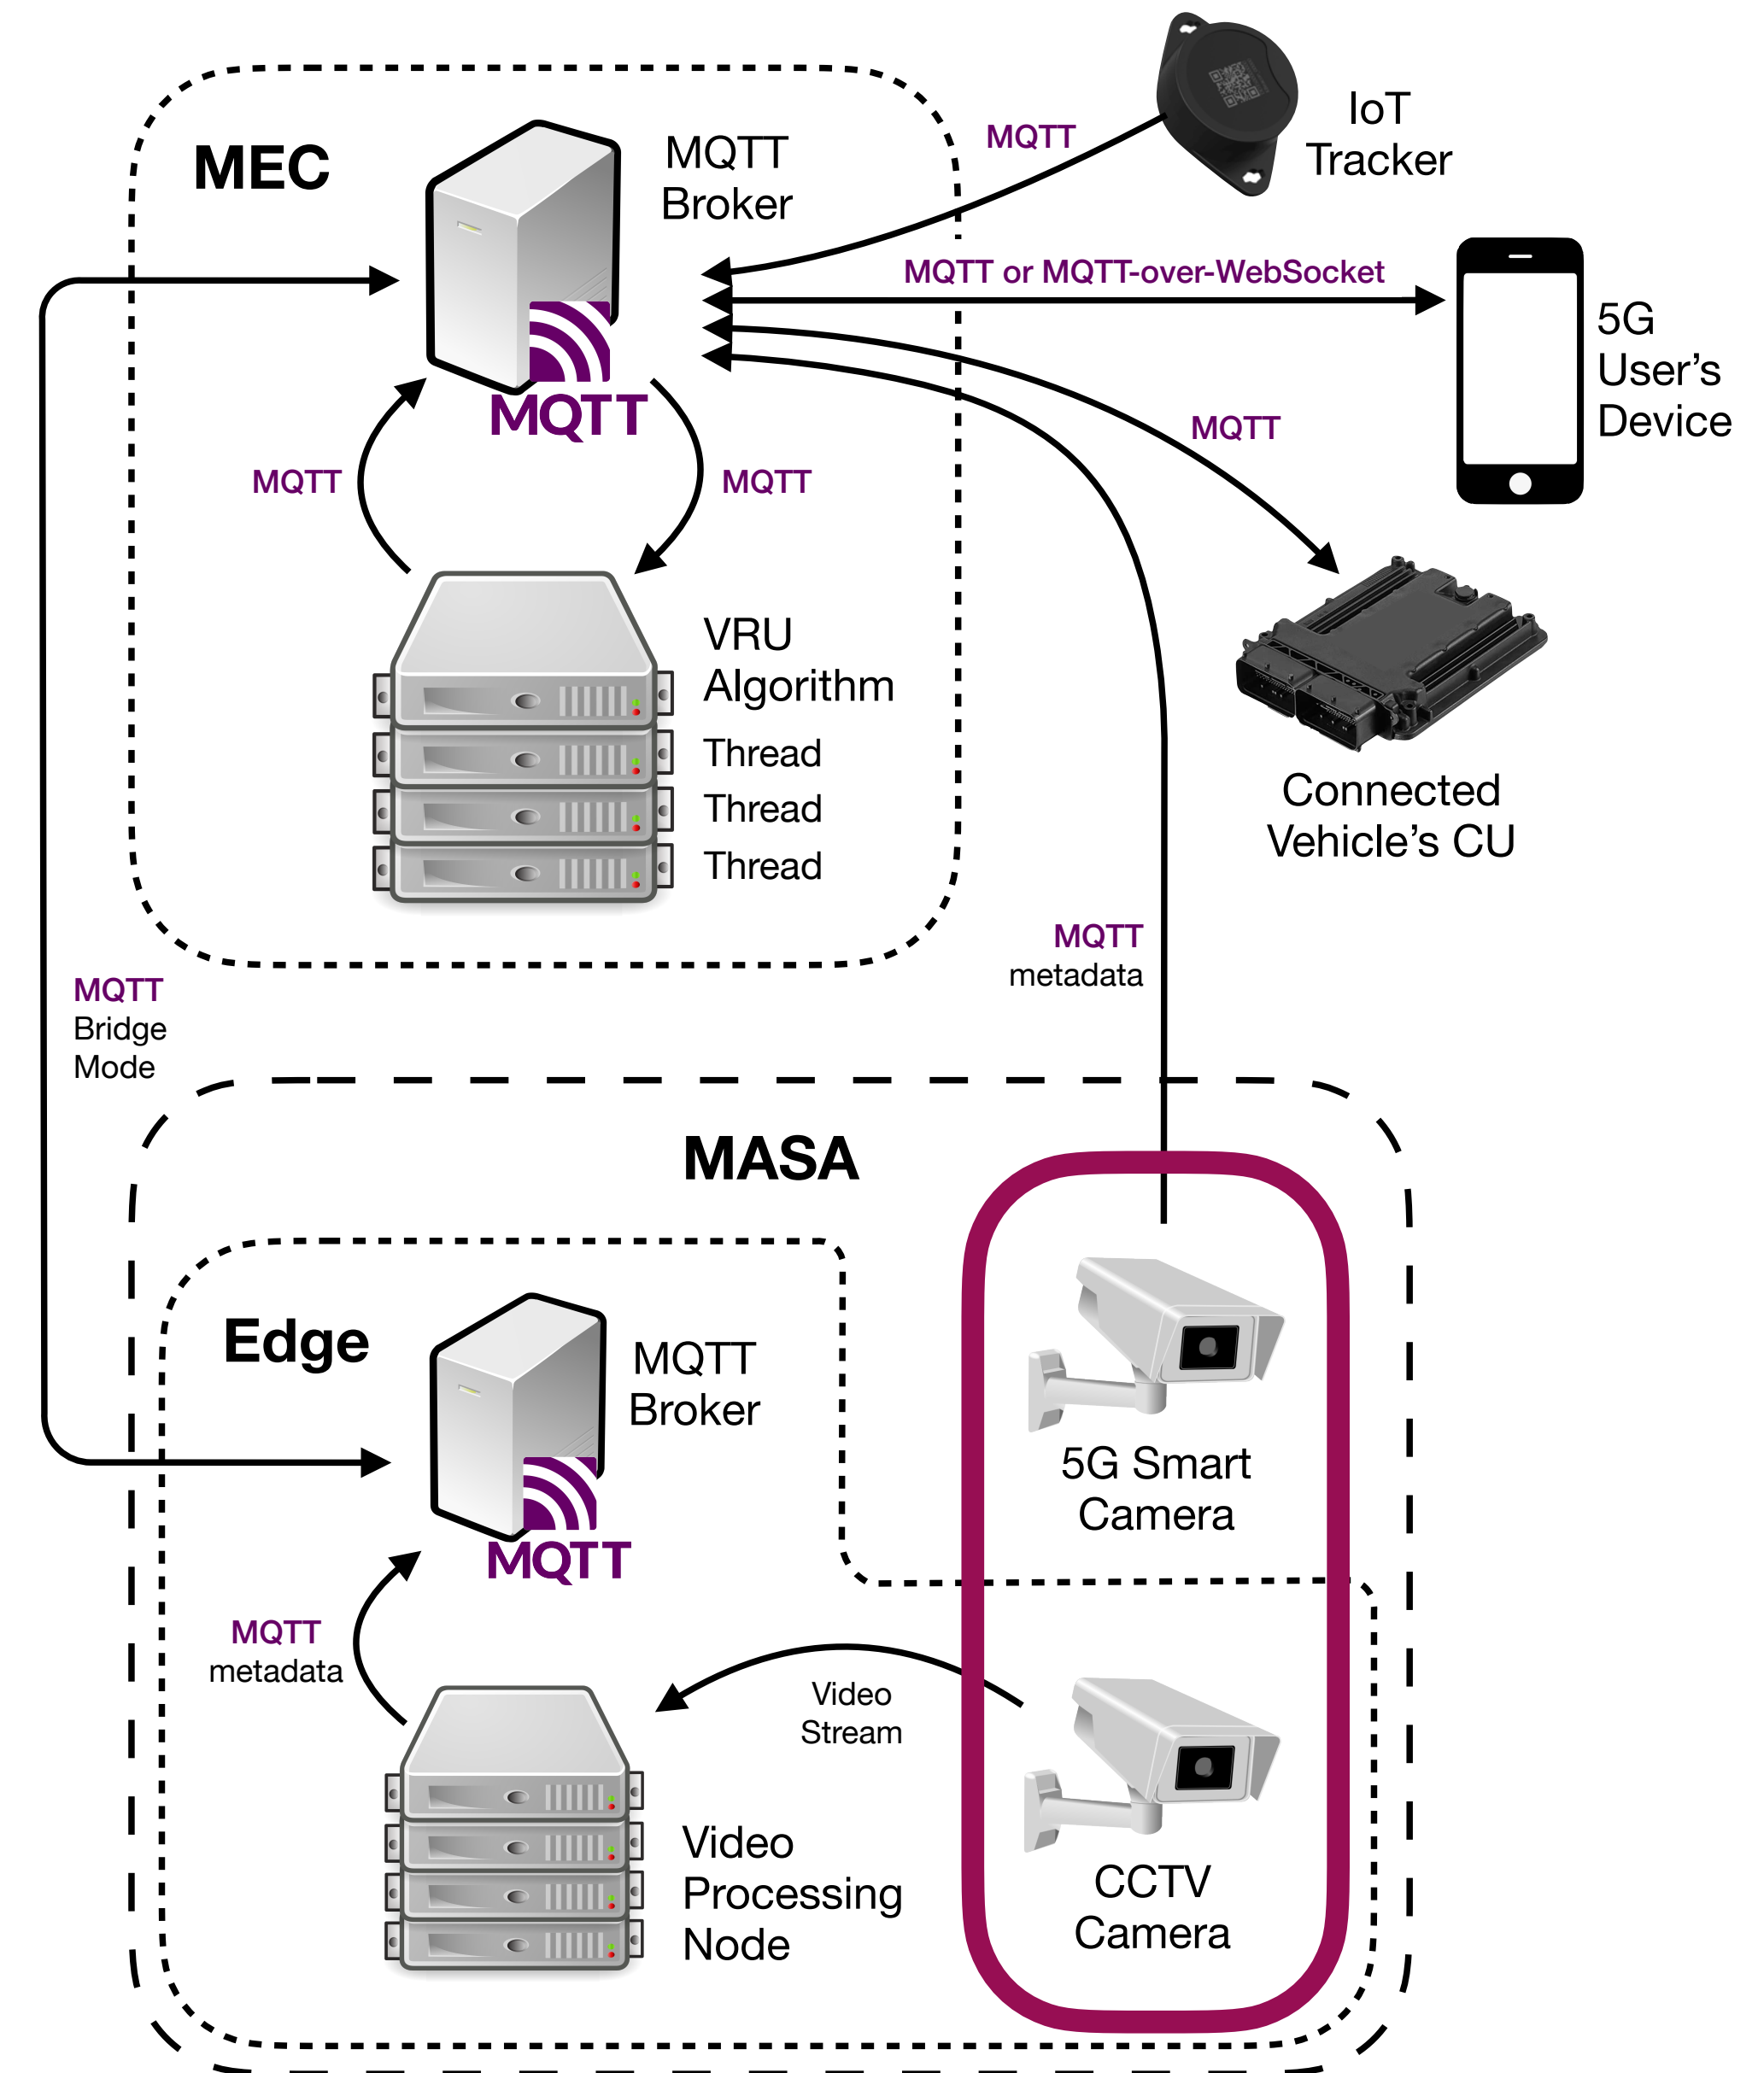 MEC
MQTT
Broker
MQTT
IoT
Tracker
MQTT or MQTT-over-WebSocket
5G
User's
Device
MQTT
MQTT
MQTT
MQTT
VRU
Algorithm
Thread
Thread
Thread
Connected
Vehicle's CU
MQTT
metadata
MQTT
Bridge
Mode
MASA
Edge
MQTT
Broker
MQTT
5G Smart
Camera
MQTT
metadata
Video
Stream
Video
Processing
Node
CCTV
Camera